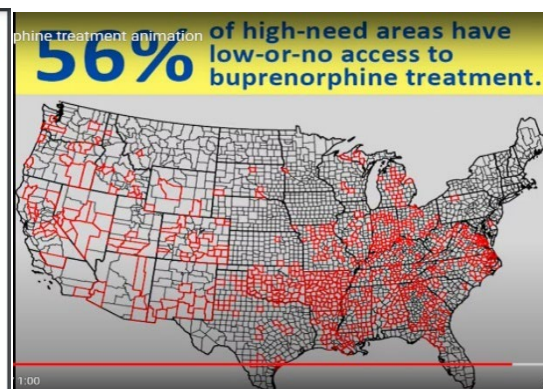 phine treatment animation
56%
of high-need areas have
low-or-no access to
buprenorphine treatment.
1:00